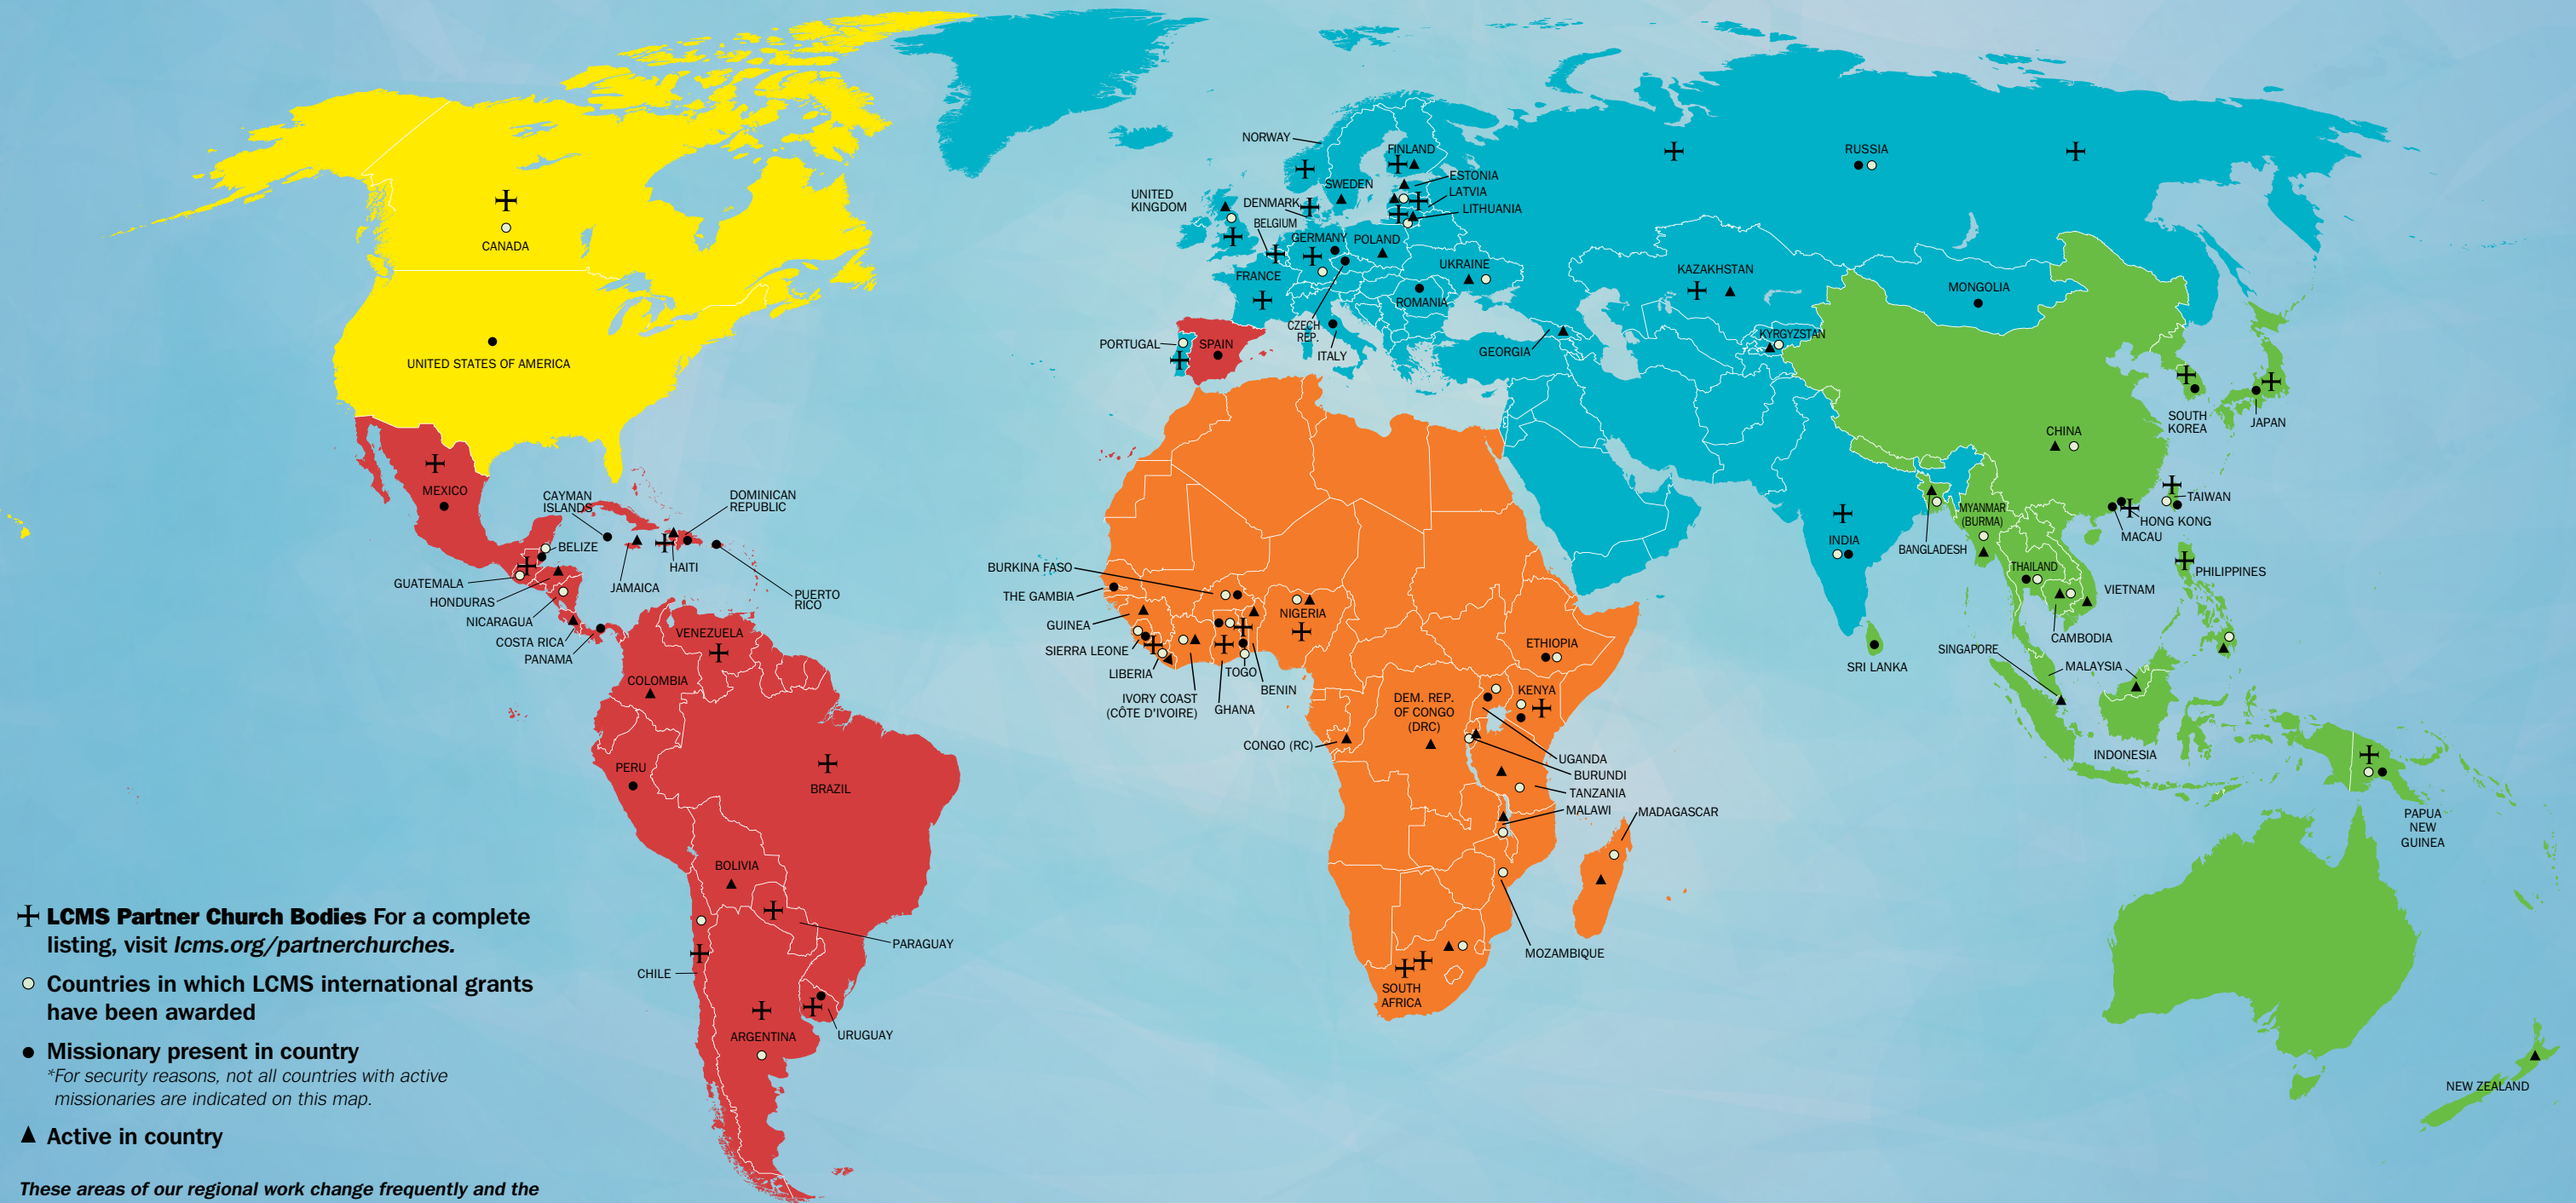 NORWAY
FINLAND
ESTONIA
SWEDEN
LATVIA
UNITED
KINGDOM
DENMARK
LITHUANIA
BELGIUM
GERMANY
POLAND
FRANCE
UKRAINE
ROMANIA
CZECH
REP.
ITALY
PORTUGAL
SPAIN
GEORGIA
RUSSIA
KAZAKHSTAN
KYRGYZSTAN
MONGOLIA
CANADA
UNITED STATES OF AMERICA
CHINA
SOUTH
KOREA
JAPAN
TAIWAN
HONG KONG
MACAU
MYANMAR
(BURMA)
BANGLADESH
INDIA
THAILAND
VIETNAM
CAMBODIA
PHILIPPINES
SRI LANKA
SINGAPORE
MALAYSIA
INDONESIA
PAPUA
NEW
GUINEA
NEW ZEALAND
MEXICO
CAYMAN
ISLANDS
DOMINICAN
REPUBLIC
BELIZE
HAITI
JAMAICA
PUERTO
RICO
GUATEMALA
HONDURAS
NICARAGUA
COSTA RICA
PANAMA
VENEZUELA
COLOMBIA
PERU
BRAZIL
BOLIVIA
PARAGUAY
CHILE
ARGENTINA
URUGUAY
BURKINA FASO
THE GAMBIA
GUINEA
SIERRA LEONE
LIBERIA
IVORY COAST
(CÔTE D'IVOIRE)
GHANA
TOGO
BENIN
NIGERIA
ETHIOPIA
KENYA
DEM. REP.
OF CONGO
(DRC)
CONGO (RC)
UGANDA
BURUNDI
TANZANIA
MALAWI
MADAGASCAR
MOZAMBIQUE
SOUTH
AFRICA
LCMS Partner Church Bodies For a complete
listing, visit lcms.org/partnerchurches.
Countries in which LCMS international grants
have been awarded
Missionary present in country
*For security reasons, not all countries with active
missionaries are indicated on this map.
Active in country
These areas of our regional work change frequently and the